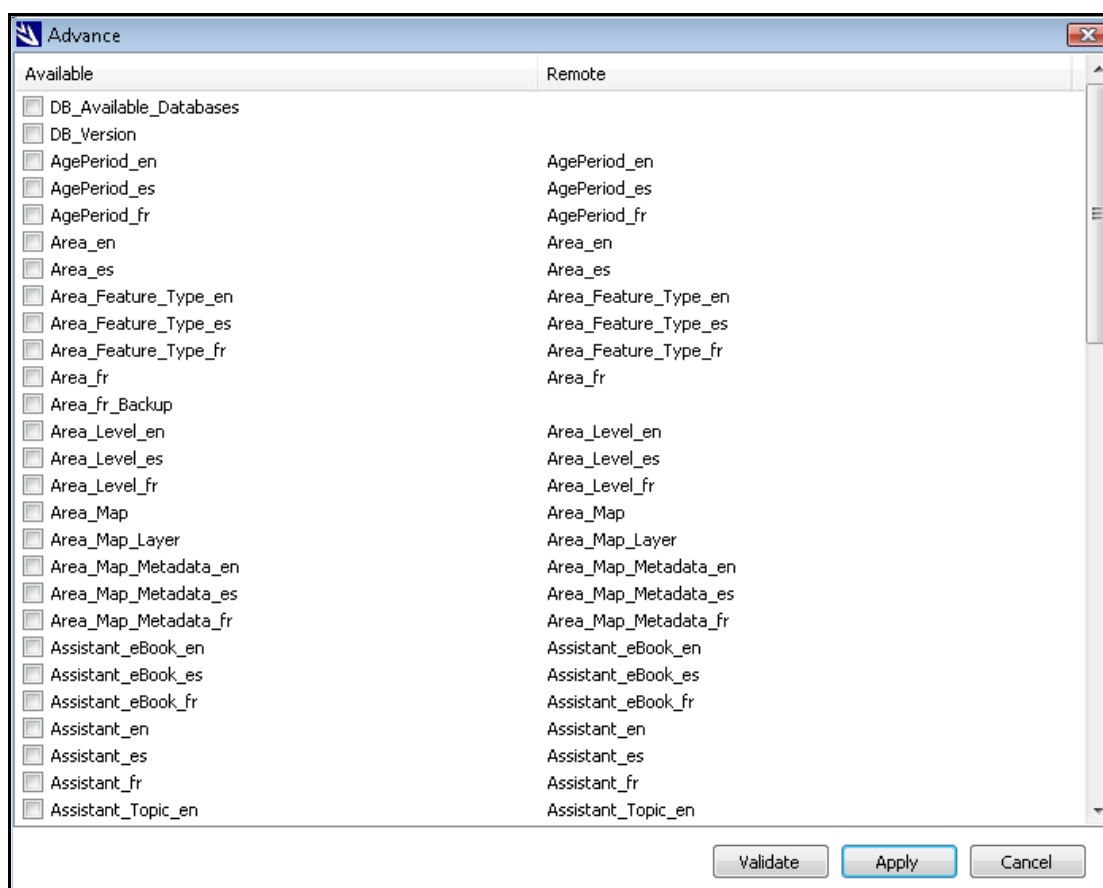 Advance
Available Remote
DB_Available_Databases
DB_Version
AgePeriod_en AgePeriod_en
AgePeriod_es AgePeriod_es
AgePeriod_fr AgePeriod_fr
Area_en Area_en
Area_es Area_es
Area_Feature_Type_en Area_Feature_Type_en
Area_Feature_Type_es Area_Feature_Type_es
Area_Feature_Type_fr Area_Feature_Type_fr
Area_fr Area_fr
Area_fr_Backup
Area_Level_en Area_Level_en
Area_Level_es Area_Level_es
Area_Level_fr Area_Level_fr
Area_Map Area_Map
Area_Map_Layer Area_Map_Layer
Area_Map_Metadata_en Area_Map_Metadata_en
Area_Map_Metadata_es Area_Map_Metadata_es
Area_Map_Metadata_fr Area_Map_Metadata_fr
Assistant_eBook_en Assistant_eBook_en
Assistant_eBook_es Assistant_eBook_es
Assistant_eBook_fr Assistant_eBook_fr
Assistant_en Assistant_en
Assistant_es Assistant_es
Assistant_fr Assistant_fr
Assistant_Topic_en Assistant_Topic_en
Validate Apply Cancel